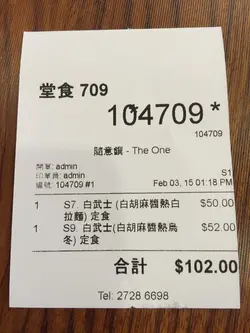 堂食 709
104709 *
104709
隨意饌 - The One
開單: admin
印單員: admin
S1
編號: 104709 #1
Feb 03, 15 01:18 PM
1 S7. 白武士 (白胡麻醬熱白 $50.00
拉麵) 定食
1 S9. 白武士 (白胡麻醬熱烏 $52.00
冬) 定食
合計 $102.00
Tel: 2728 6698